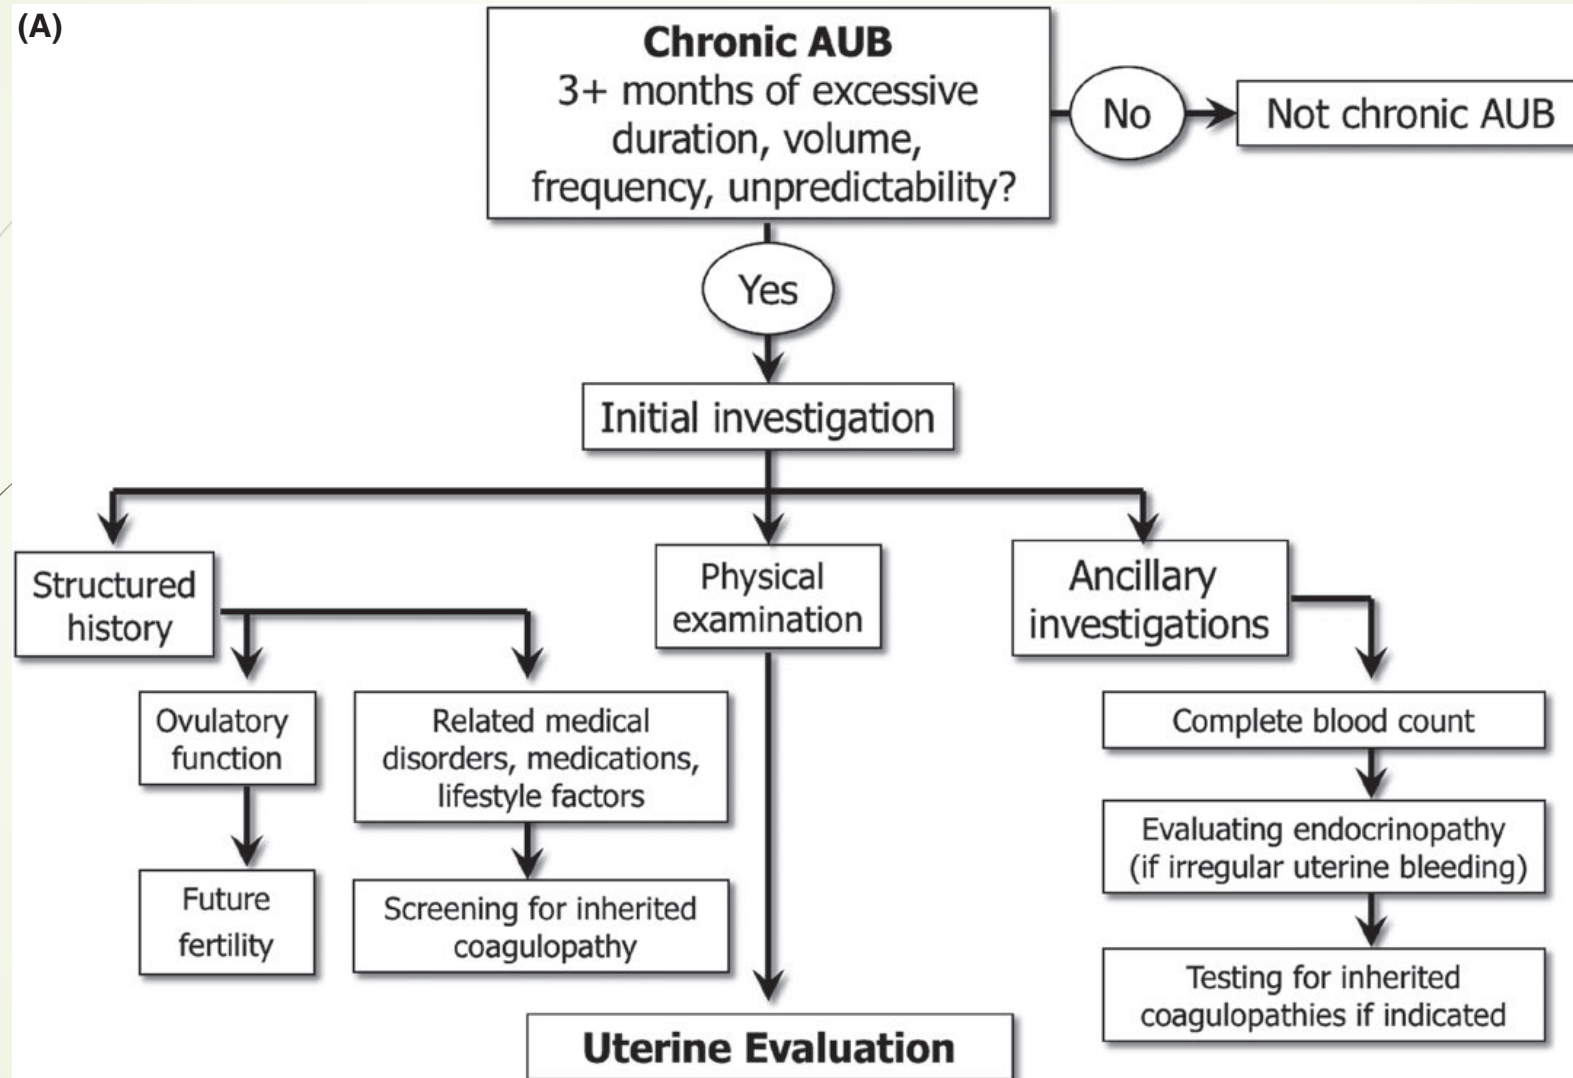 (A)
Chronic AUB
3+ months of excessive
duration, volume,
frequency, unpredictability?
No
Not chronic AUB
Yes
Initial investigation
Structured
history
Physical
examination
Ancillary
investigations
Ovulatory
function
Related medical
disorders, medications,
lifestyle factors
Complete blood count
Future
fertility
Screening for inherited
coagulopathy
Evaluating endocrinopathy
(if irregular uterine bleeding)
Testing for inherited
coagulopathies if indicated
Uterine Evaluation